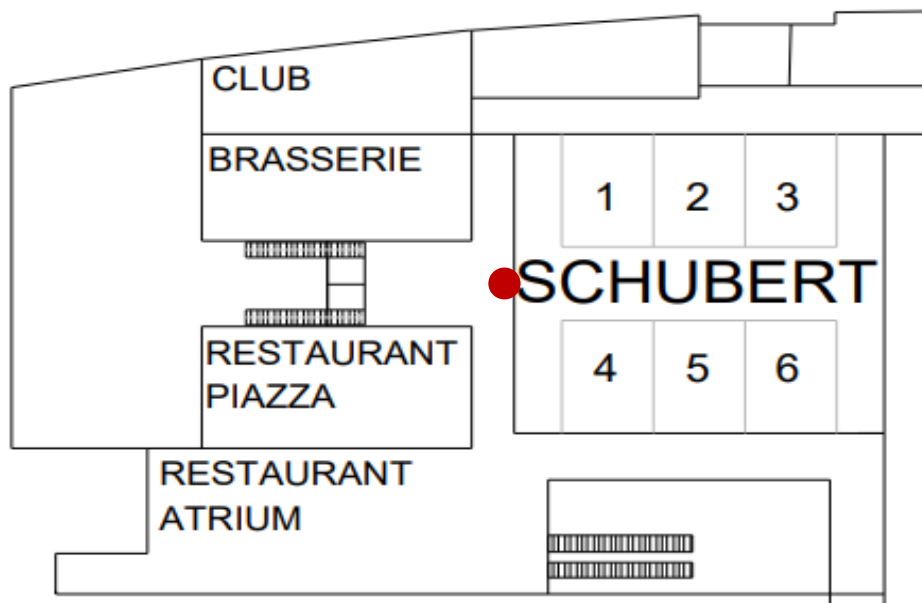 CLUB
BRASSERIE
1 2 3
SCHUBERT
RESTAURANT
PIAZZA
4 5 6
RESTAURANT
ATRIUM